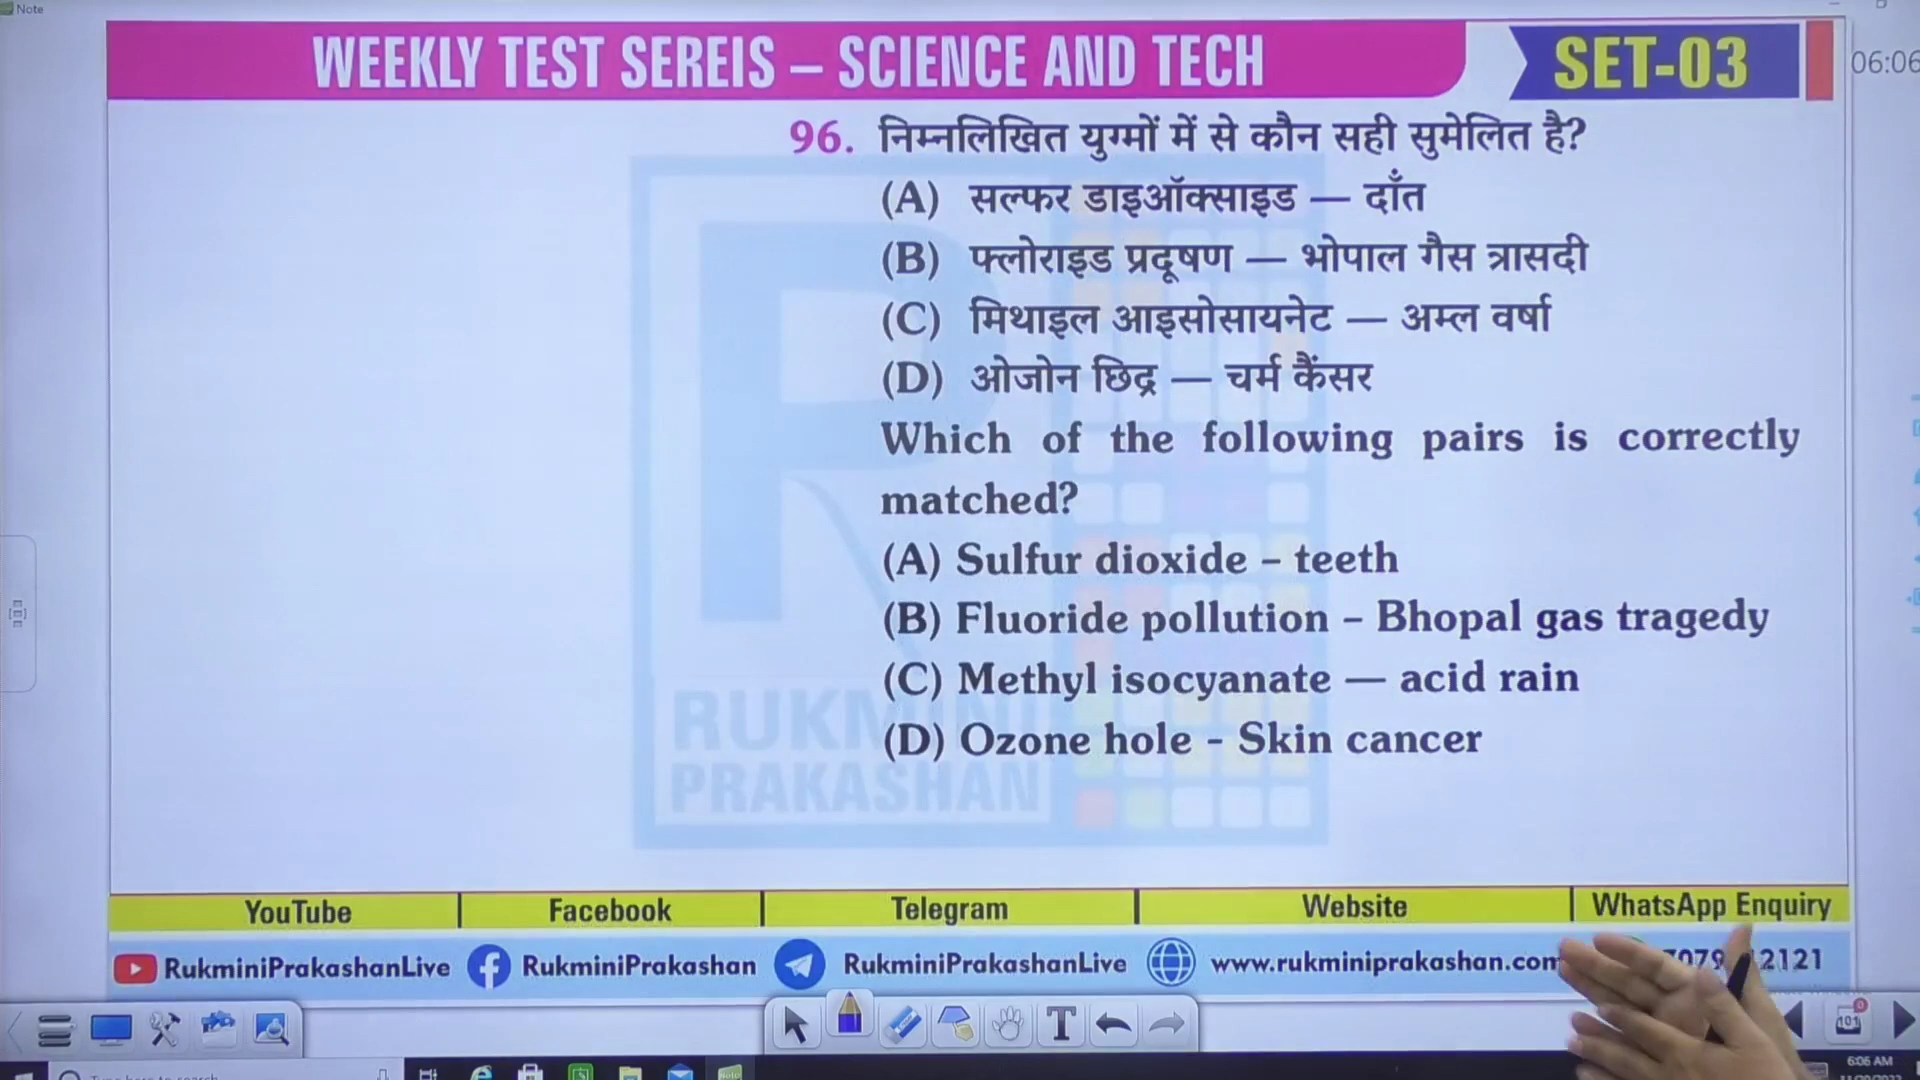 Note
WEEKLY TEST SEREIS – SCIENCE AND TECH
SET-03
06:06
96. निम्नलिखित युग्मों में से कौन सही सुमेलित है?
(A) सल्फर डाइऑक्साइड — दाँत
(B) फ्लोराइड प्रदूषण — भोपाल गैस त्रासदी
(C) मिथाइल आइसोसायनेट — अम्ल वर्षा
(D) ओजोन छिद्र — चर्म कैंसर
Which of the following pairs is correctly
matched?
(A) Sulfur dioxide – teeth
(B) Fluoride pollution – Bhopal gas tragedy
(C) Methyl isocyanate — acid rain
(D) Ozone hole - Skin cancer
RUKMINI
PRAKASHAN
YouTube
Facebook
Telegram
Website
WhatsApp Enquiry
RukminiPrakashanLive
RukminiPrakashan
RukminiPrakashanLive
www.rukminiprakashan.com
2121
T
101
6:06 AM